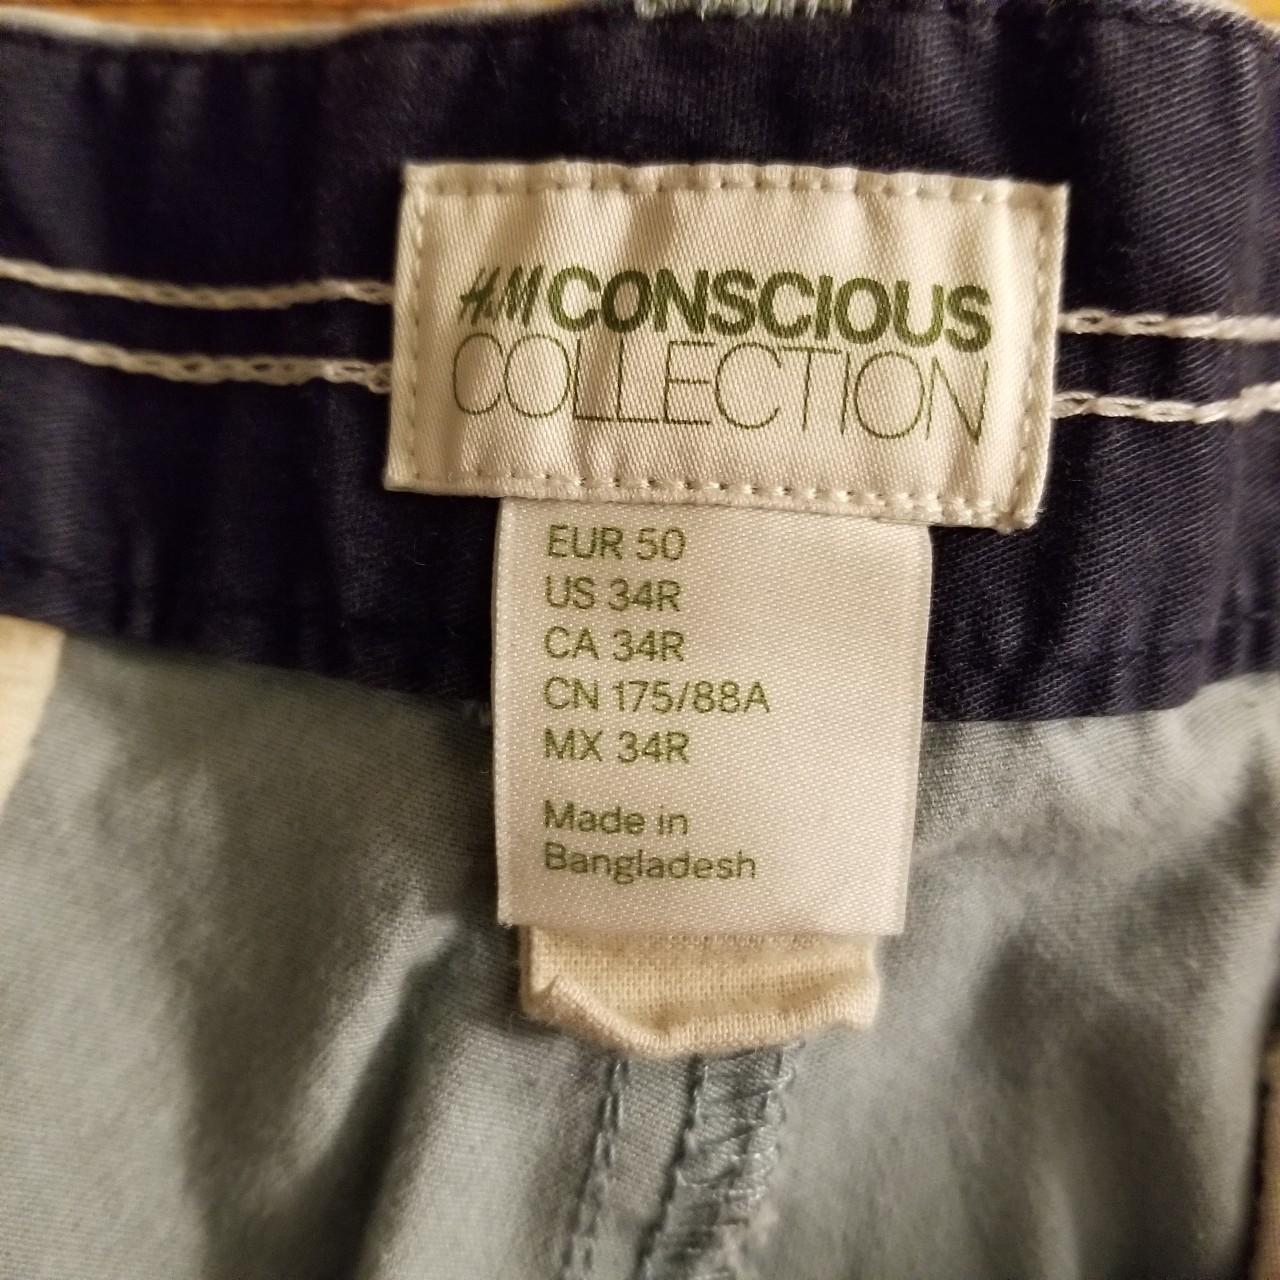 H&M CONSCIOUS
COLLECTION
EUR 50
US 34R
CA 34R
CN 175/88A
MX 34R
Made in
Bangladesh